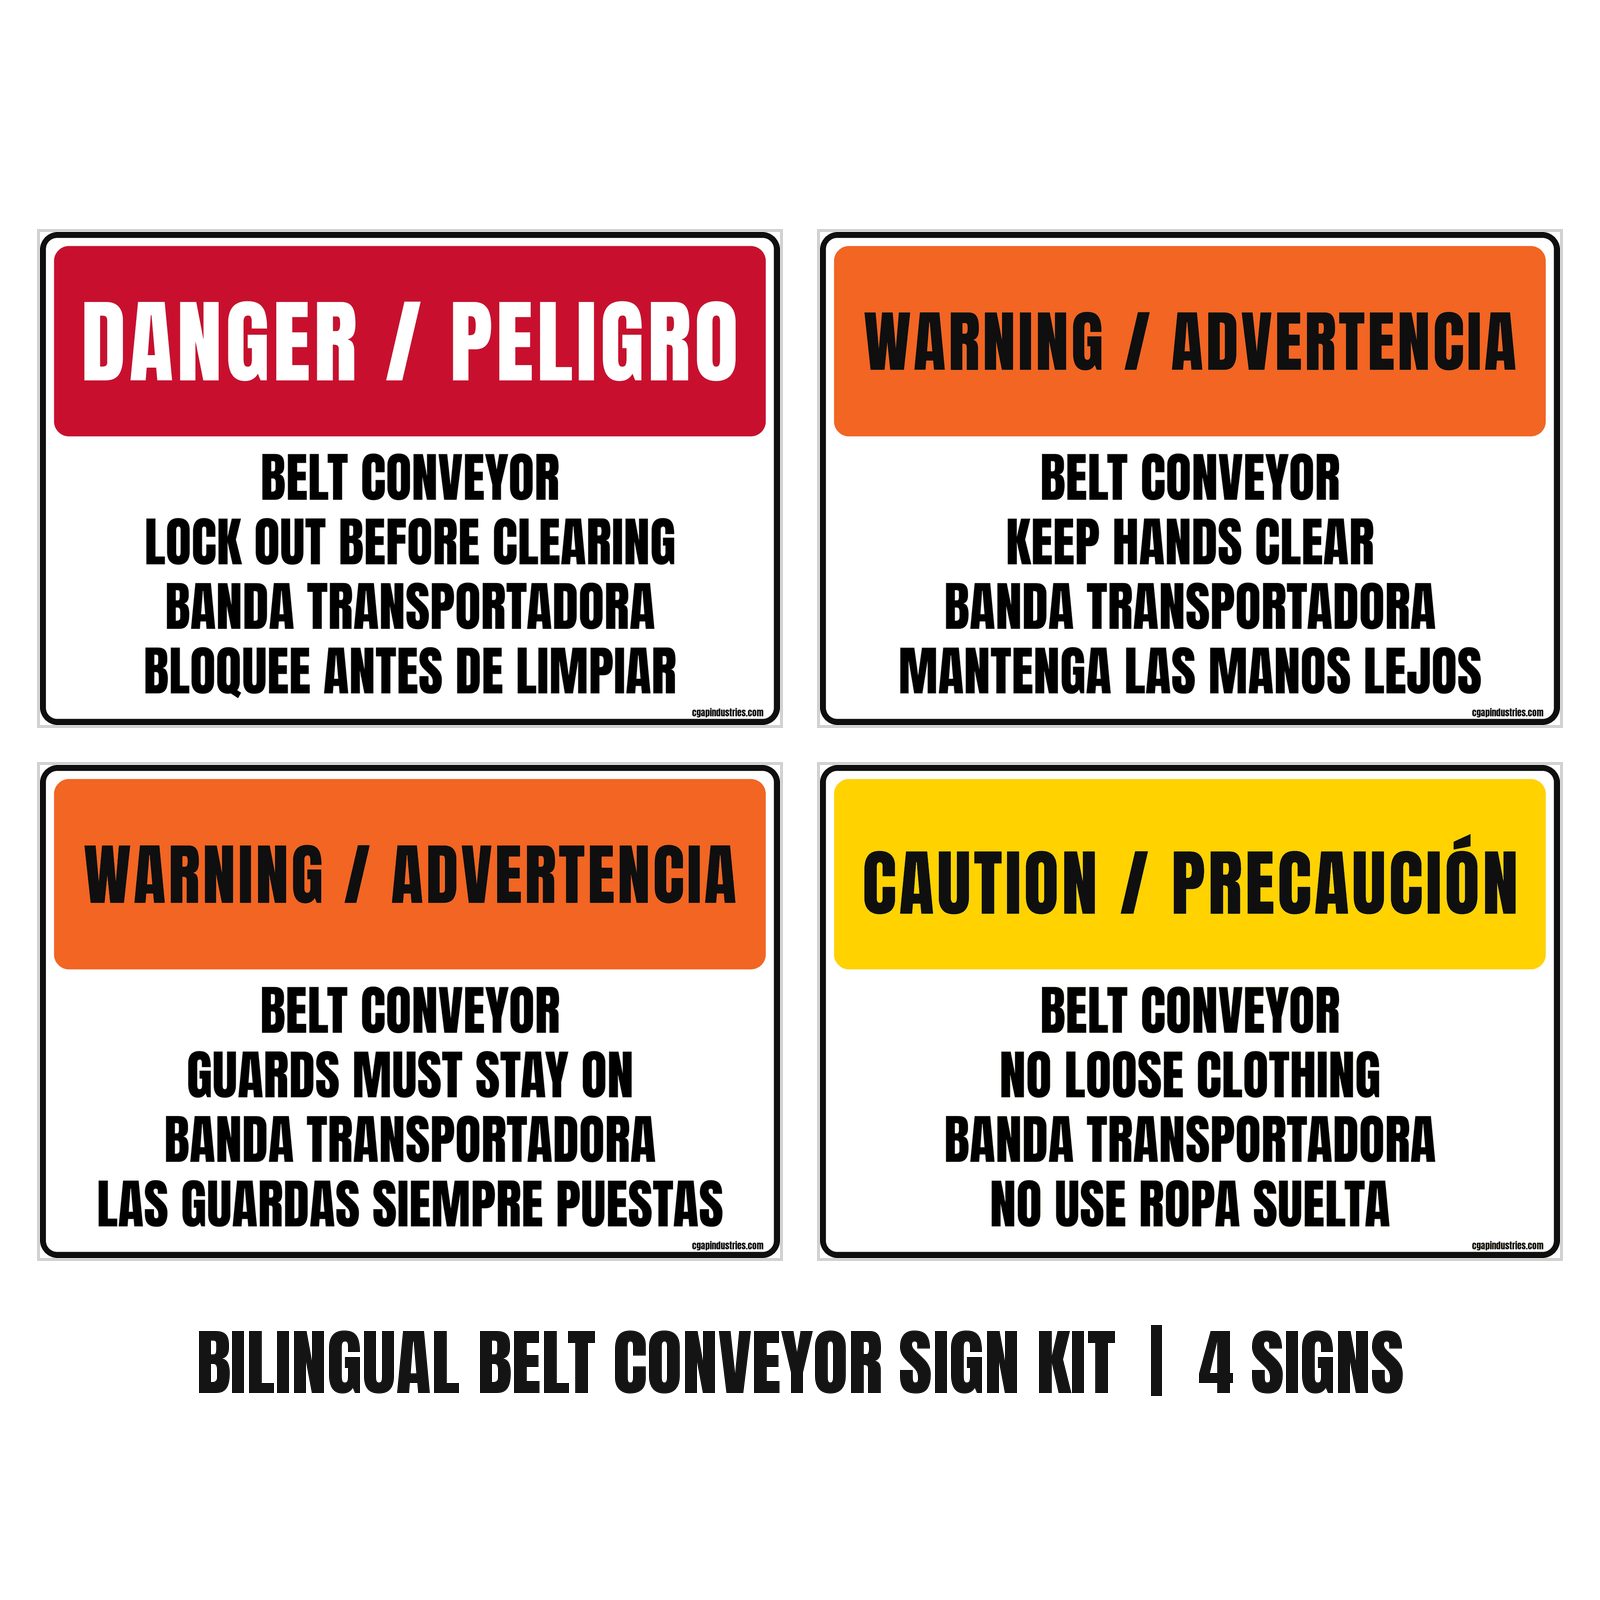 DANGER / PELIGRO
BELT CONVEYOR
LOCK OUT BEFORE CLEARING
BANDA TRANSPORTADORA
BLOQUEE ANTES DE LIMPIAR
cgapindustries.com
WARNING / ADVERTENCIA
BELT CONVEYOR
KEEP HANDS CLEAR
BANDA TRANSPORTADORA
MANTENGA LAS MANOS LEJOS
cgapindustries.com
WARNING / ADVERTENCIA
BELT CONVEYOR
GUARDS MUST STAY ON
BANDA TRANSPORTADORA
LAS GUARDAS SIEMPRE PUESTAS
cgapindustries.com
CAUTION / PRECAUCIÓN
BELT CONVEYOR
NO LOOSE CLOTHING
BANDA TRANSPORTADORA
NO USE ROPA SUELTA
cgapindustries.com
BILINGUAL BELT CONVEYOR SIGN KIT | 4 SIGNS